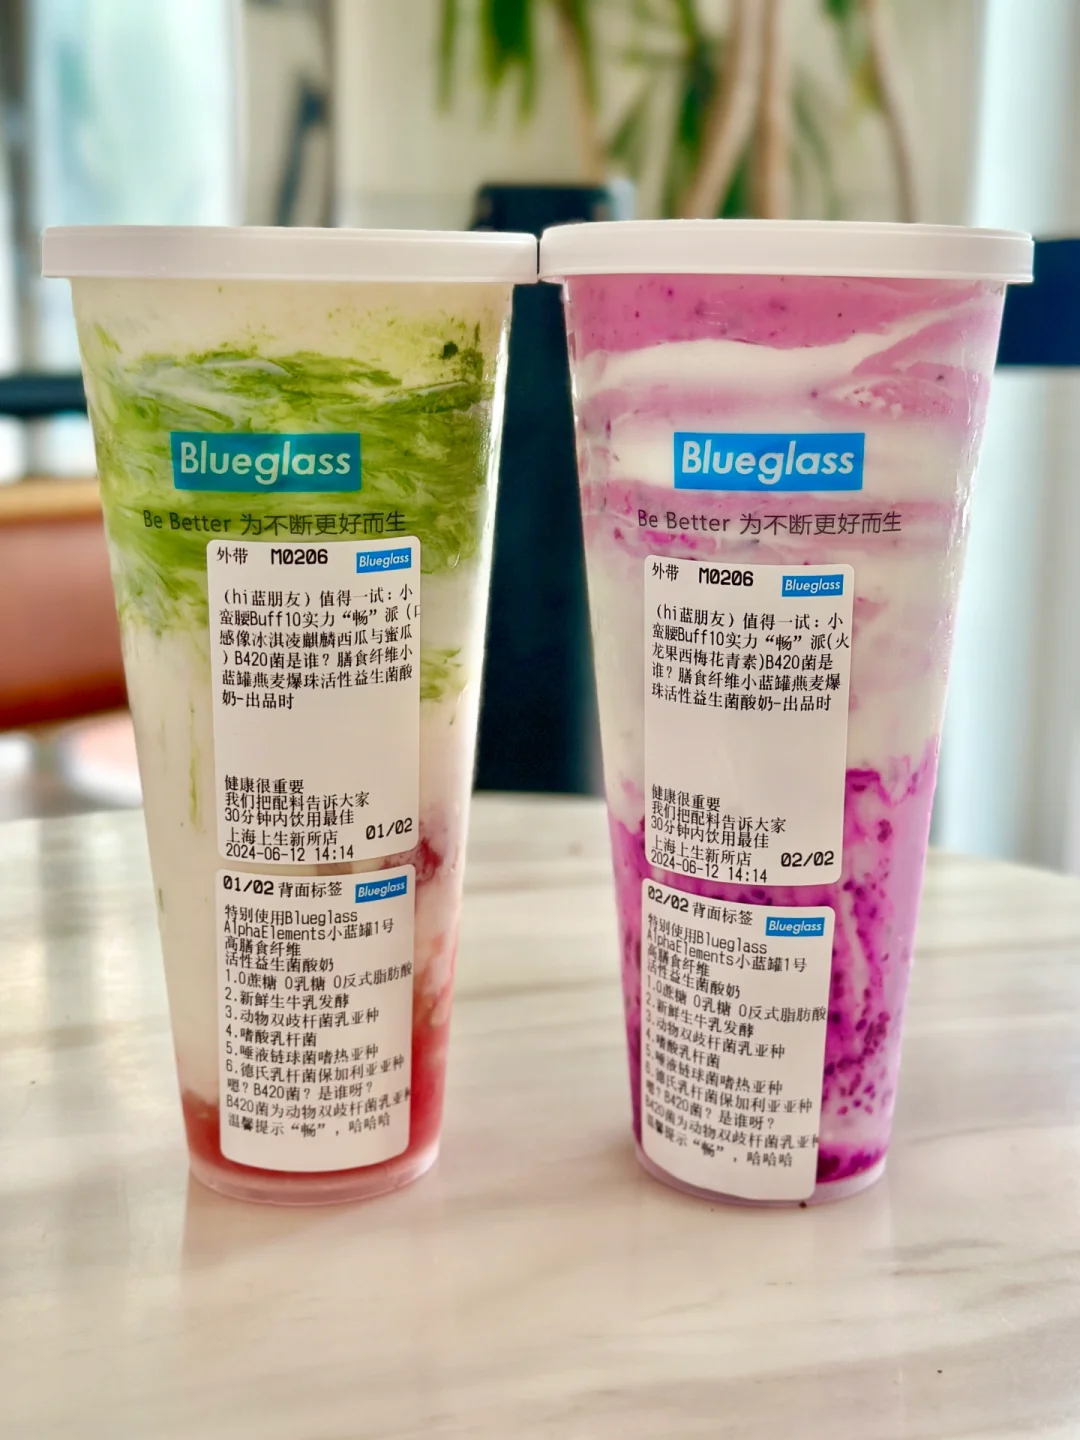 Blueglass
Be Better 为不断更好而生
外带 M0206 Blueglass
(hi蓝朋友) 值得一试: 小
蛮腰Buff10实力“畅”派 (口
感像冰淇凌麒麟西瓜与蜜瓜
) B420菌是谁? 膳食纤维小
蓝罐燕麦爆珠活性益生菌酸
奶-出品时
健康很重要
我们把配料告诉大家
30分钟内饮用最佳
上海上生新所店 01/02
2024-06-12 14:14
01/02 背面标签 Blueglass
特别使用Blueglass
AlphaElements小蓝罐1号
高膳食纤维
活性益生菌酸奶
1.0蔗糖 0乳糖 0反式脂肪酸
2.新鲜生牛乳发酵
3.动物双歧杆菌乳亚种
4.嗜酸乳杆菌
5.唾液链球菌嗜热亚种
6.德氏乳杆菌保加利亚亚种
嗯? B420菌? 是谁呀?
B420菌为动物双歧杆菌乳亚种
温馨提示“畅”, 哈哈哈
Blueglass
Be Better 为不断更好而生
外带 M0206 Blueglass
(hi蓝朋友) 值得一试: 小
蛮腰Buff10实力“畅”派(火
龙果西梅花青素)B420菌是
谁? 膳食纤维小蓝罐燕麦爆
珠活性益生菌酸奶-出品时
健康很重要
我们把配料告诉大家
30分钟内饮用最佳
上海上生新所店 02/02
2024-06-12 14:14
02/02 背面标签 Blueglass
特别使用Blueglass
AlphaElements小蓝罐1号
高膳食纤维
活性益生菌酸奶
1.0蔗糖 0乳糖 0反式脂肪酸
2.新鲜生牛乳发酵
3.动物双歧杆菌乳亚种
4.嗜酸乳杆菌
5.唾液链球菌嗜热亚种
6.德氏乳杆菌保加利亚亚种
嗯? B420菌? 是谁呀?
B420菌为动物双歧杆菌乳亚种
温馨提示“畅”, 哈哈哈